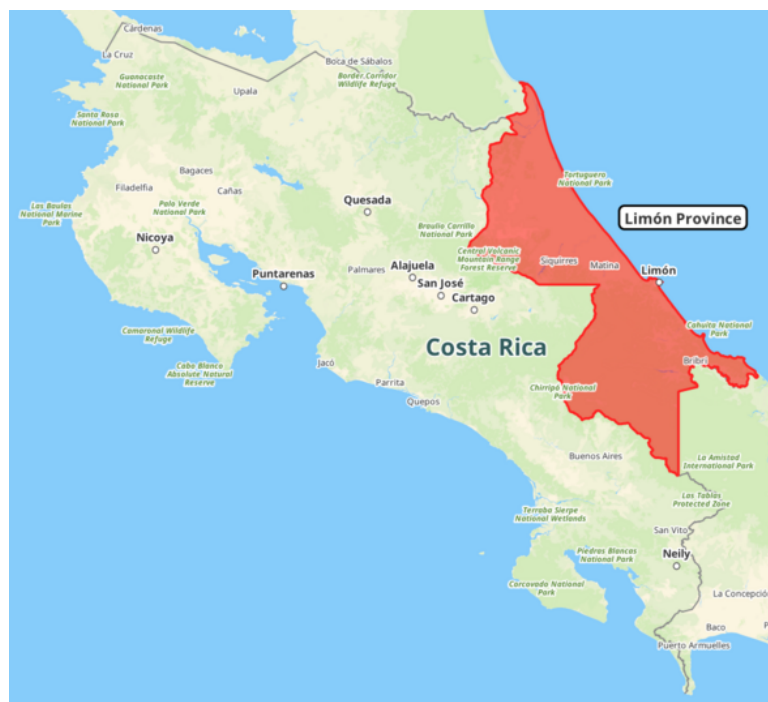 Cárdenas
La Cruz
Boca de Sábalos
Guanacaste
National Park
Border Corridor
Wildlife Refuge
Upala
Santa Rosa
National Park
Bagaces
Tortuguero
National Park
Filadelfia
Cañas
Quesada
Las Baulas
National Marine
Park
Palo Verde
National Park
Limón Province
Braulio Carrillo
National Park
Nicoya
Central Volcanic
Mountain Range
Forest Reserve
Siquirres
Matina
Limón
Puntarenas
Palmares
Alajuela
San José
Cartago
Camaronal Wildlife
Refuge
Cahuita National
Park
Costa Rica
Cabo Blanco
Absolute Natural
Reserve
Jacó
Bribri
Parrita
Chirripó National
Park
Quepos
Buenos Aires
La Amistad
International Park
Las Tablas
Protected Zone
Terraba Sierpe
National Wetlands
San Vito
Piedras Blancas
National Park
Neily
Corcovado National
Park
La Concepción
Baco
Puerto Armuelles